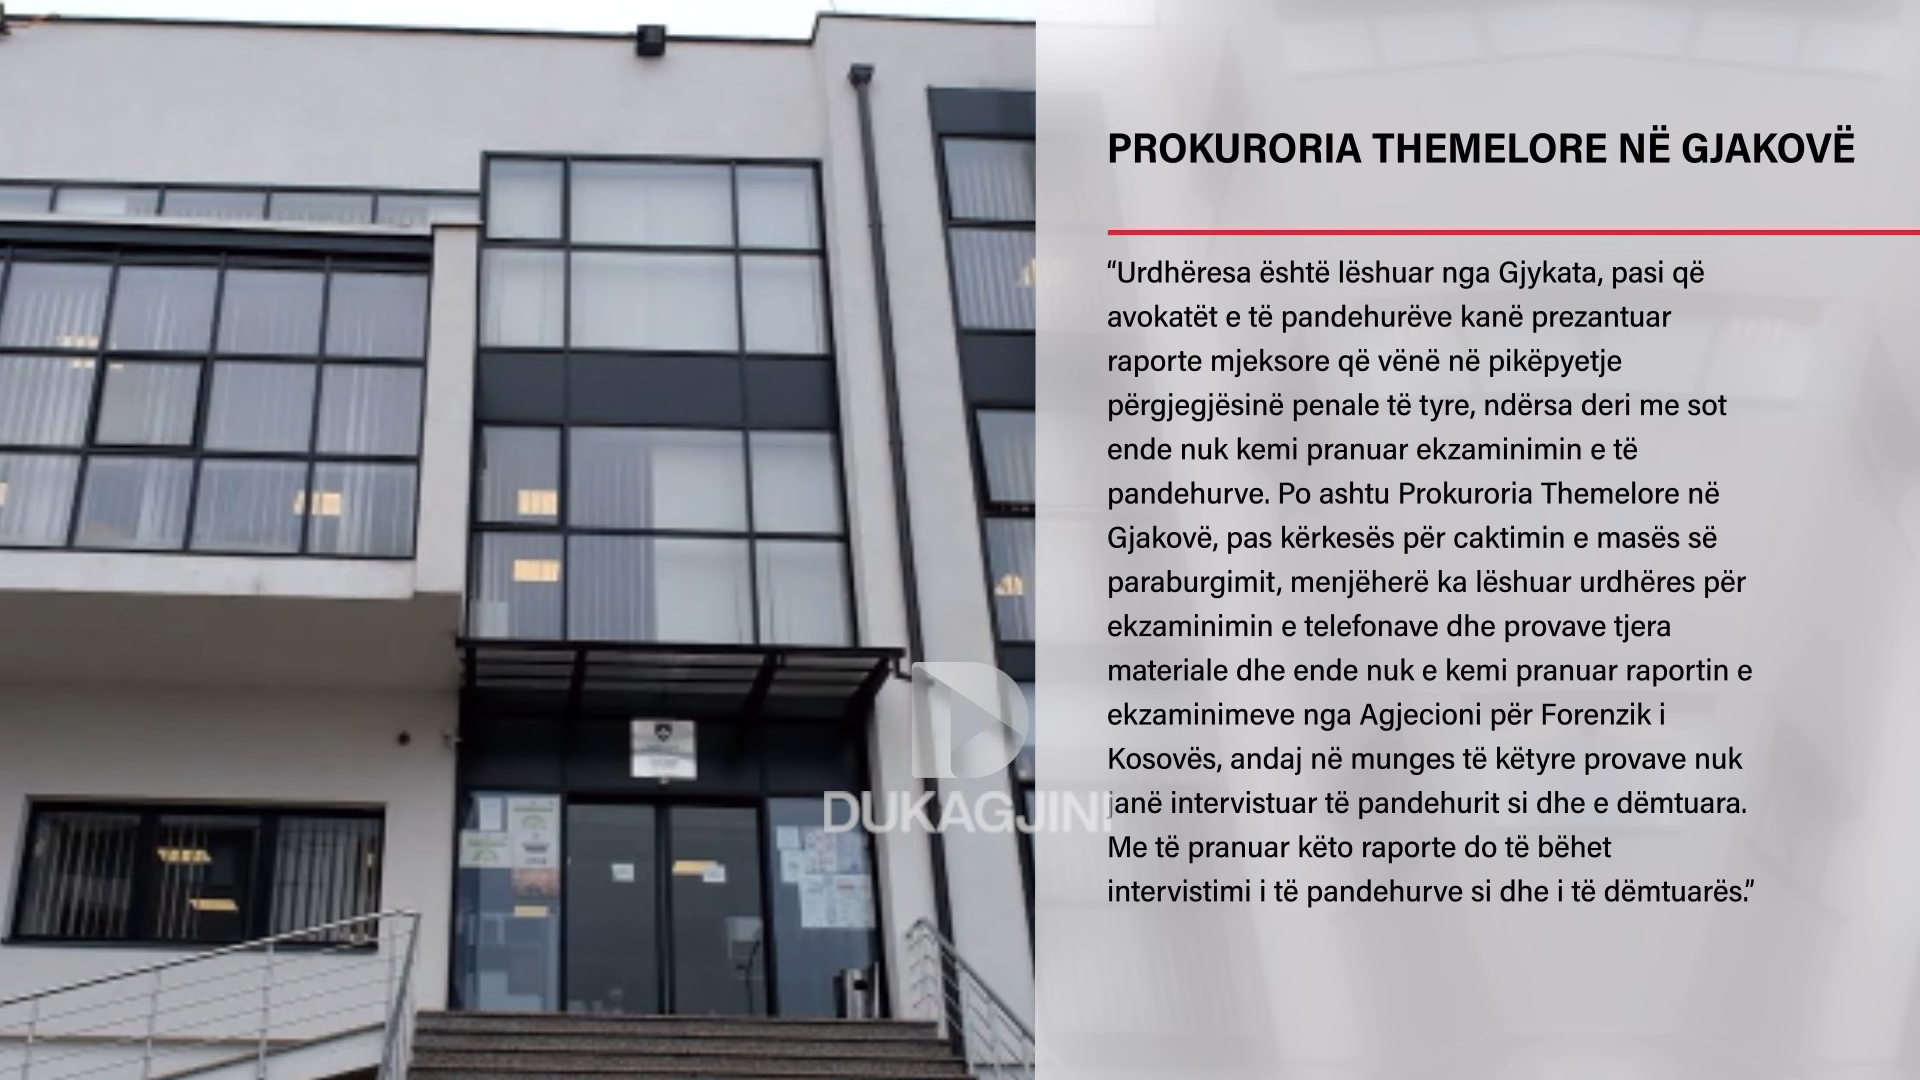 PROKURORIA THEMELORE NË GJAKOVË
“Urdhëresa është lëshuar nga Gjykata, pasi që
avokatët e të pandehurëve kanë prezantuar
raporte mjeksore që vënë në pikëpyetje
përgjegjësinë penale të tyre, ndërsa deri me sot
ende nuk kemi pranuar ekzaminimin e të
pandehurve. Po ashtu Prokuroria Themelore në
Gjakovë, pas kërkesës për caktimin e masës së
paraburgimit, menjëherë ka lëshuar urdhëres për
ekzaminimin e telefonave dhe provave tjera
materiale dhe ende nuk e kemi pranuar raportin e
ekzaminimeve nga Agjecioni për Forenzik i
Kosovës, andaj në munges të këtyre provave nuk
janë intervistuar të pandehurit si dhe e dëmtuara.
Me të pranuar këto raporte do të bëhet
intervistimi i të pandehurve si dhe i të dëmtuarës.”
DUKAGJINI